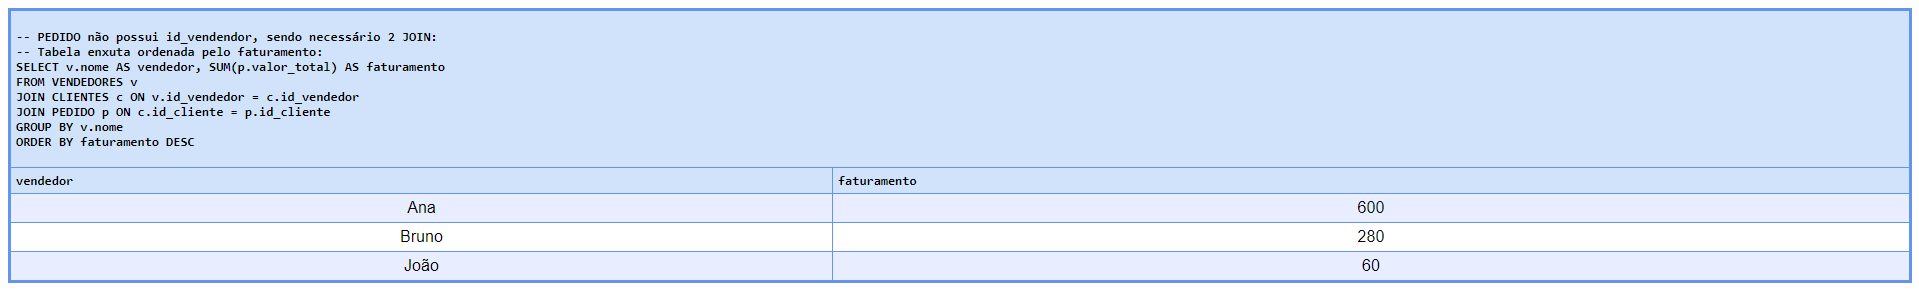 -- PEDIDO não possui id_vendendor, sendo necessário 2 JOIN:
-- Tabela enxuta ordenada pelo faturamento:
SELECT v.nome AS vendedor, SUM(p.valor_total) AS faturamento
FROM VENDEDORES v
JOIN CLIENTES c ON v.id_vendedor = c.id_vendedor
JOIN PEDIDO p ON c.id_cliente = p.id_cliente
GROUP BY v.nome
ORDER BY faturamento DESC
vendedor faturamento
Ana 600
Bruno 280
João 60